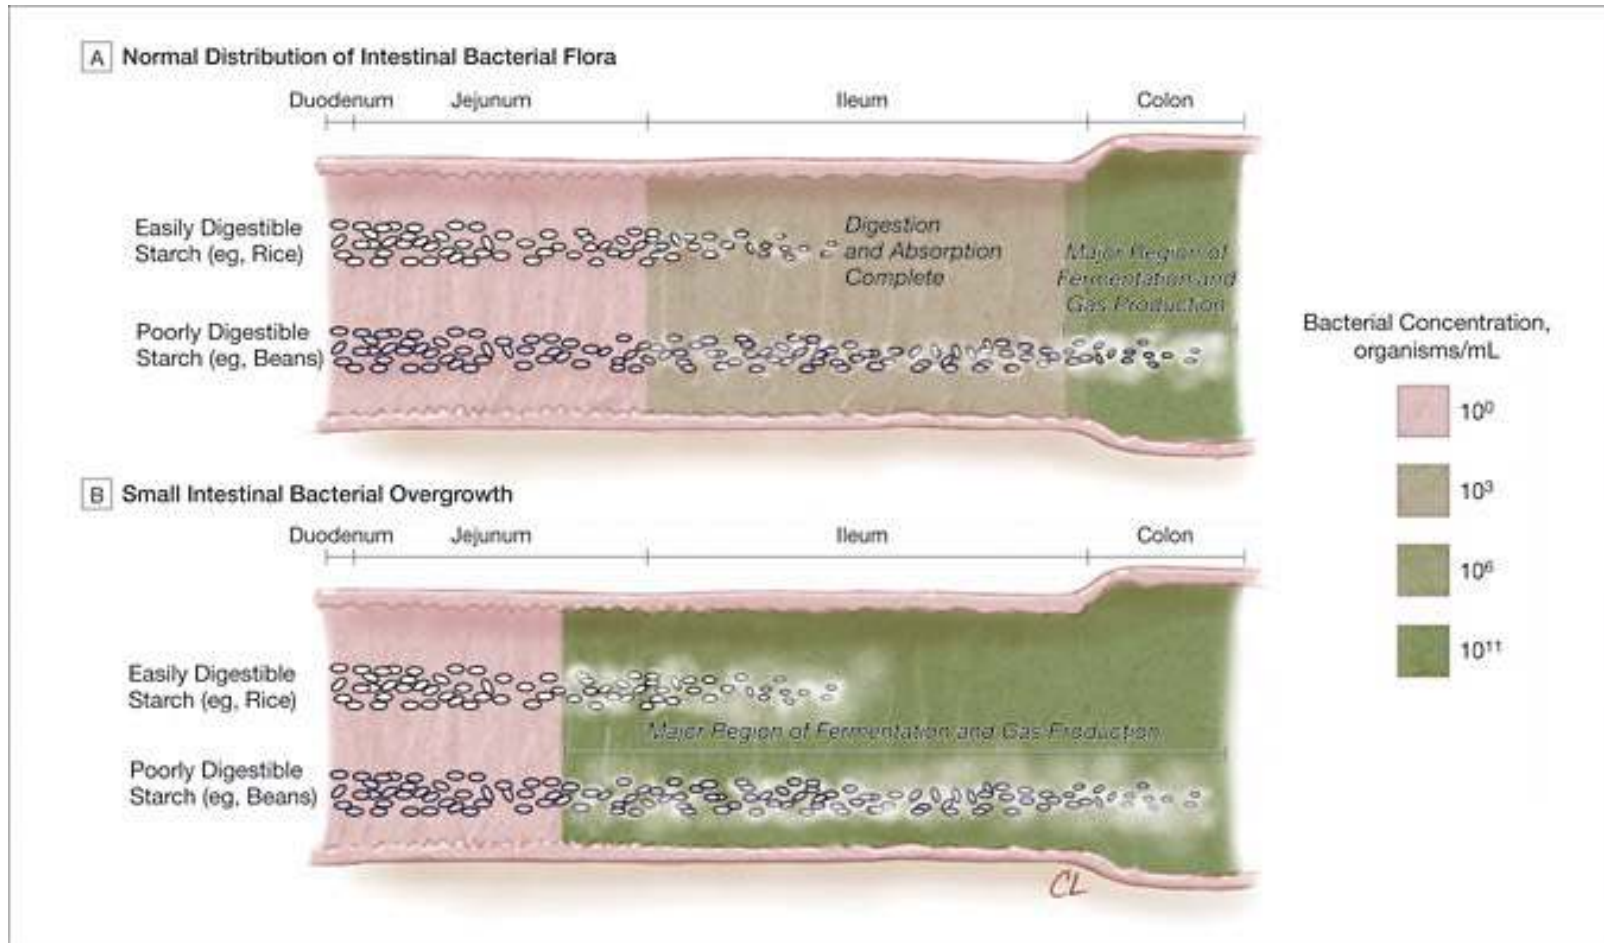 A Normal Distribution of Intestinal Bacterial Flora
Duodenum Jejunum Ileum Colon
Easily Digestible
Starch (eg, Rice)
Digestion
and Absorption
Complete
Major Region of
Fermentation and
Gas Production
Poorly Digestible
Starch (eg, Beans)
B Small Intestinal Bacterial Overgrowth
Duodenum Jejunum Ileum Colon
Easily Digestible
Starch (eg, Rice)
Major Region of Fermentation and Gas Production
Poorly Digestible
Starch (eg, Beans)
CL
Bacterial Concentration,
organisms/mL
10⁰
10³
10⁶
10¹¹